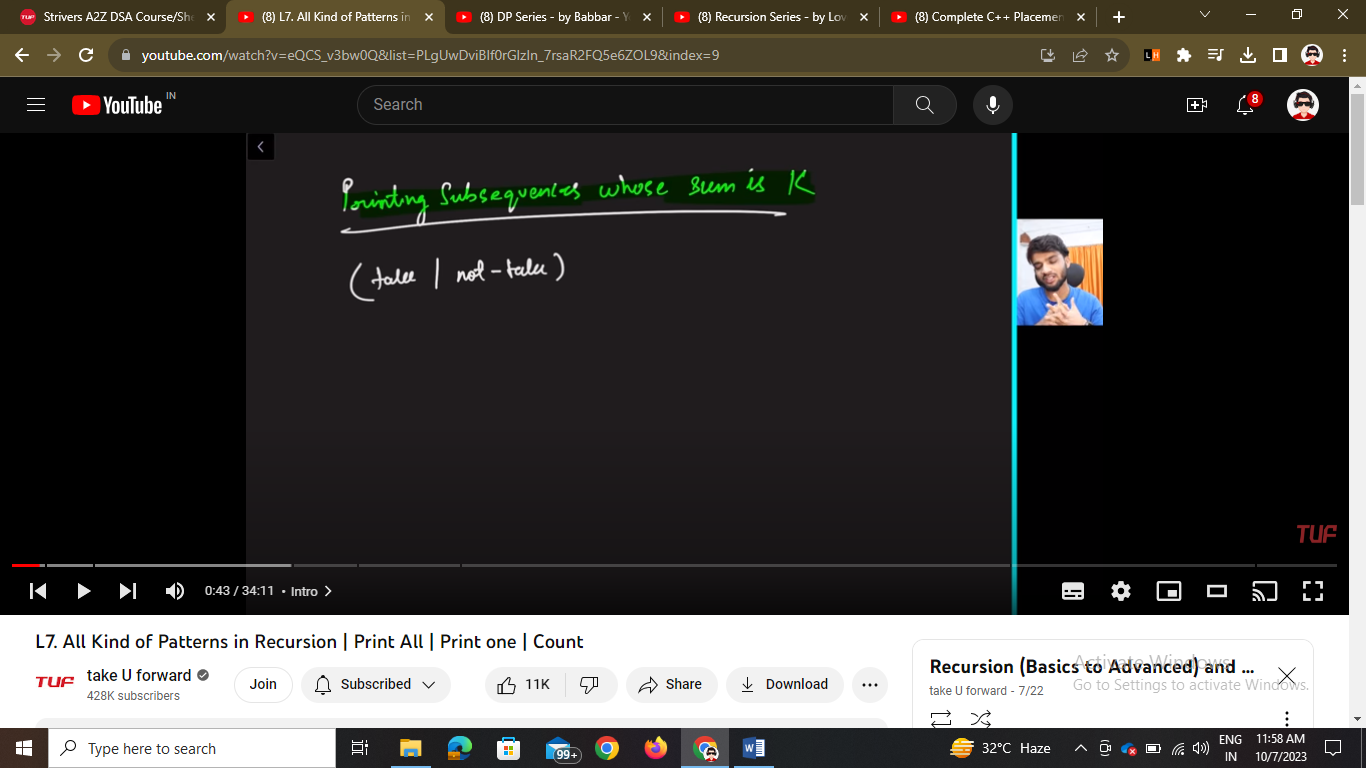 Strivers A2Z DSA Course/She
(8) L7. All Kind of Patterns in
(8) DP Series - by Babbar - Y
(8) Recursion Series - by Lov
(8) Complete C++ Placemen
youtube.com/watch?v=eQCS_v3bw0Q&list=PLgUwDviBIf0rGlzIn_7rsaR2FQ5e6ZOL9&index=9
YouTube IN
Search
8
Printing Subsequences whose sum is K
(take | not-take)
TUF
0:43 / 34:11 • Intro
L7. All Kind of Patterns in Recursion | Print All | Print one | Count
TUF
take U forward
428K subscribers
Join
Subscribed
11K
Share
Download
Recursion (Basics to Advanced) and ...
take U forward - 7/22
Activate Windows
Go to Settings to activate Windows.
Type here to search
99+
32°C Haze
ENG
IN
11:58 AM
10/7/2023